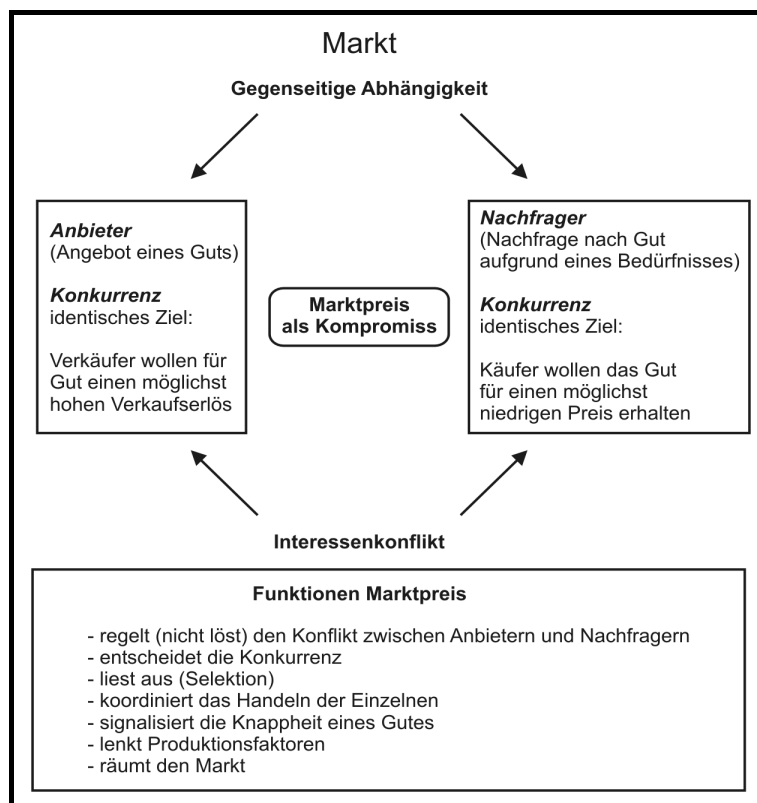 Markt
Gegenseitige Abhängigkeit
Anbieter
(Angebot eines Guts)
Konkurrenz
identisches Ziel:
Verkäufer wollen für
Gut einen möglichst
hohen Verkaufserlös
Marktpreis
als Kompromiss
Nachfrager
(Nachfrage nach Gut
aufgrund eines Bedürfnisses)
Konkurrenz
identisches Ziel:
Käufer wollen das Gut
für einen möglichst
niedrigen Preis erhalten
Interessenkonflikt
Funktionen Marktpreis
- regelt (nicht löst) den Konflikt zwischen Anbietern und Nachfragern
- entscheidet die Konkurrenz
- liest aus (Selektion)
- koordiniert das Handeln der Einzelnen
- signalisiert die Knappheit eines Gutes
- lenkt Produktionsfaktoren
- räumt den Markt